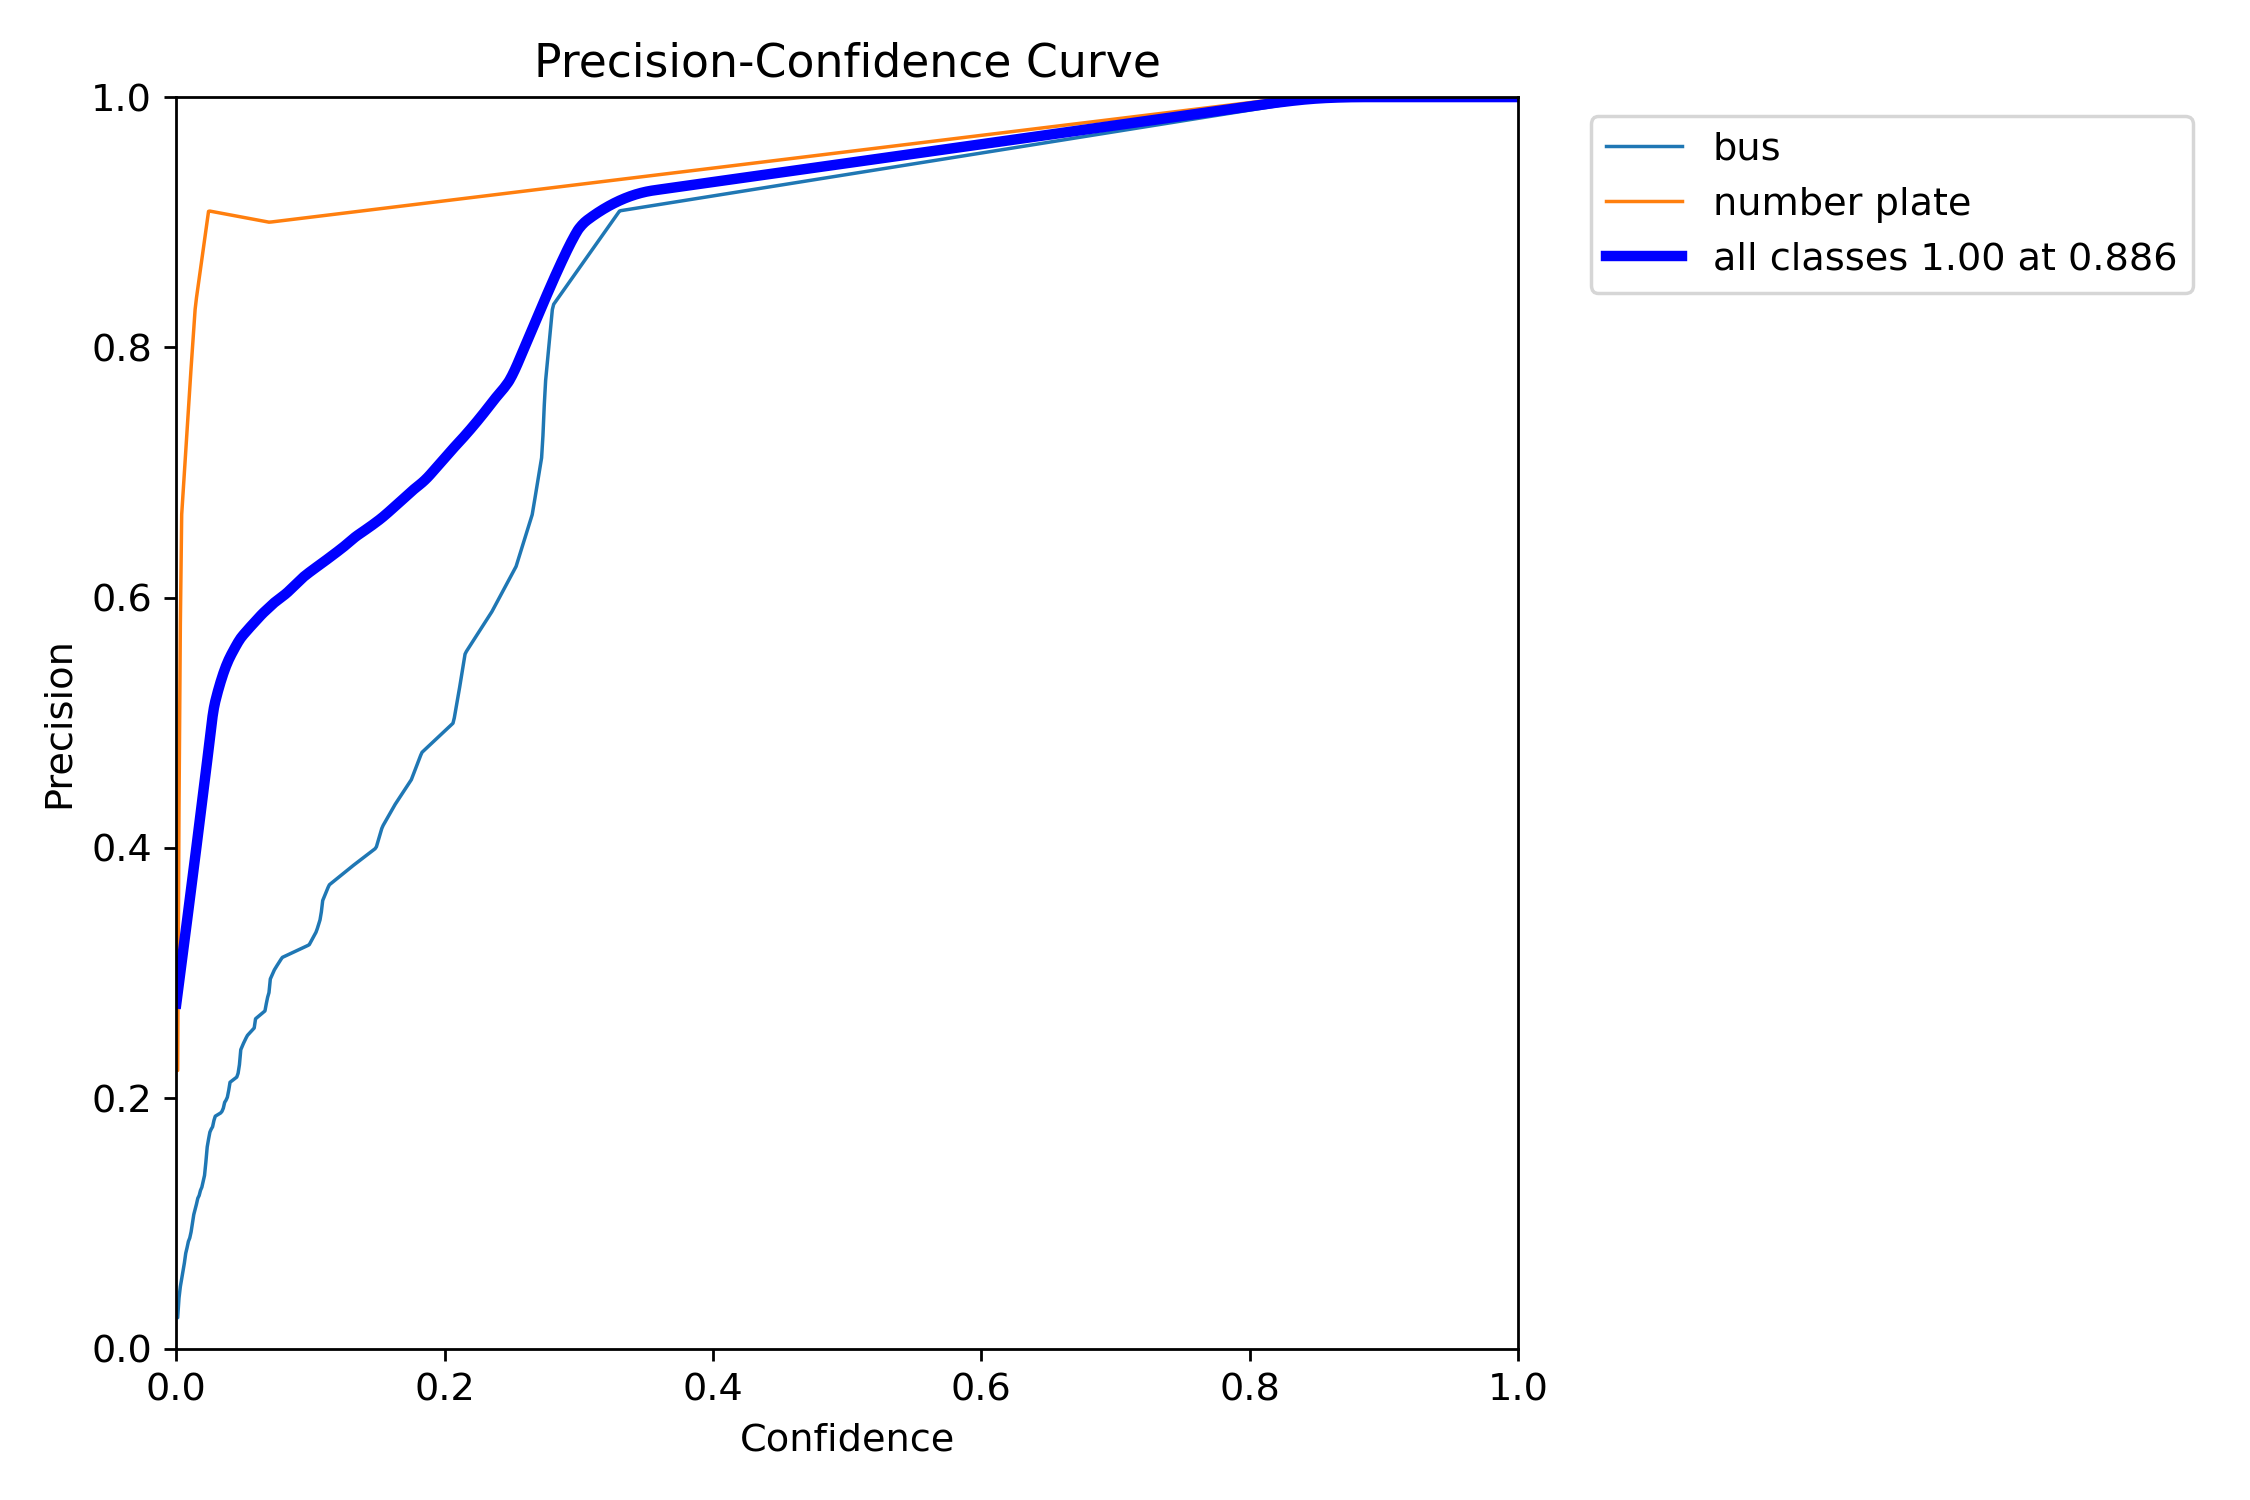 Precision-Confidence Curve
1.0
0.8
0.6
0.4
0.2
0.0
Precision
0.0 0.2 0.4 0.6 0.8 1.0
Confidence
bus
number plate
all classes 1.00 at 0.886